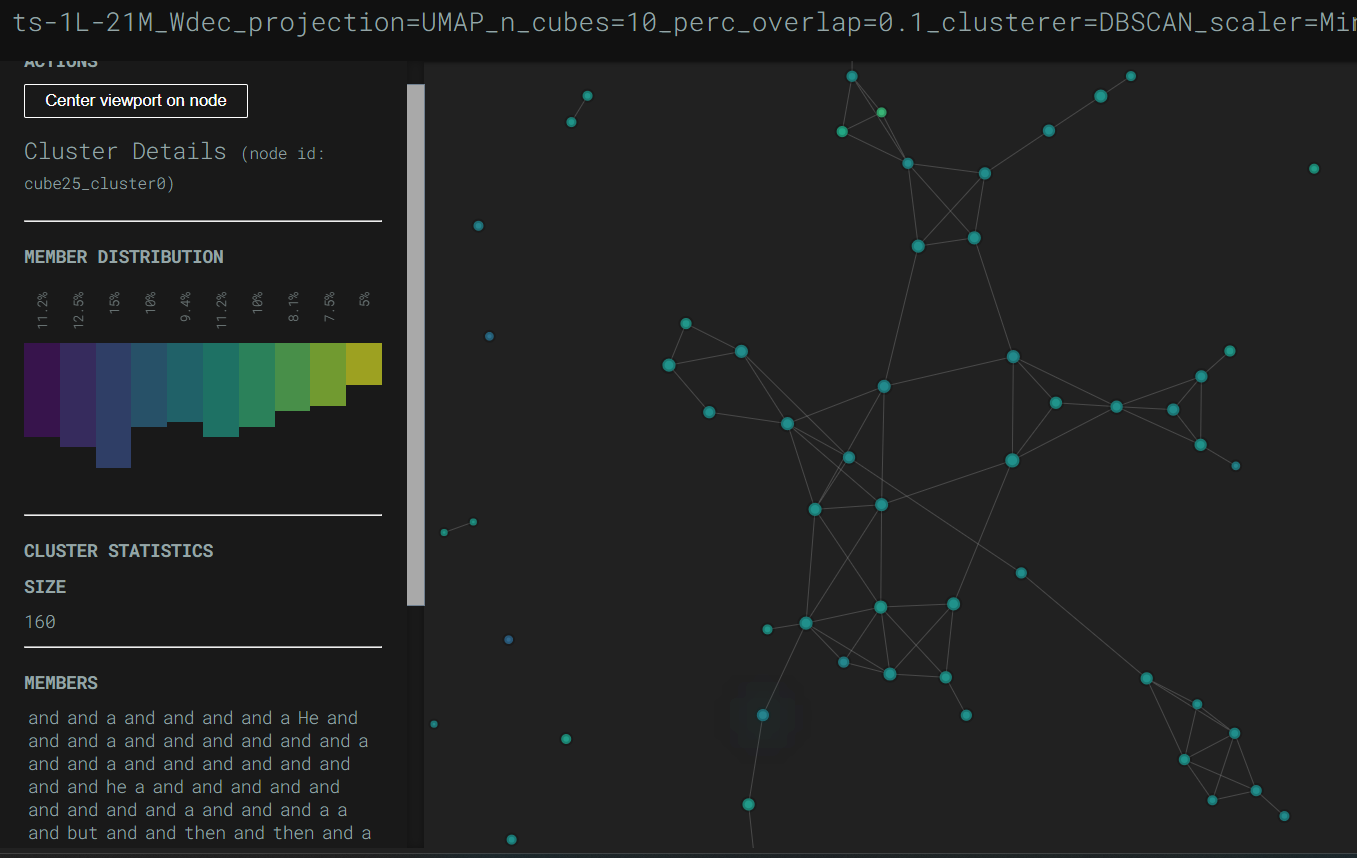 ts-1L-21M_Wdec_projection=UMAP_n_cubes=10_perc_overlap=0.1_clusterer=DBSCAN_scaler=Mi
ACTIONS
Center viewport on node
Cluster Details (node id:
cube25_cluster0)
MEMBER DISTRIBUTION
11.2% 12.5% 15% 10% 9.4% 11.2% 10% 8.1% 7.5% 5%
CLUSTER STATISTICS
SIZE
160
MEMBERS
and and a and and and and a He and
and and a and and and and and and a
and and a and and and and and and
and and he a and and and and and
and and and and a and and and a a
and but and and then and then and a